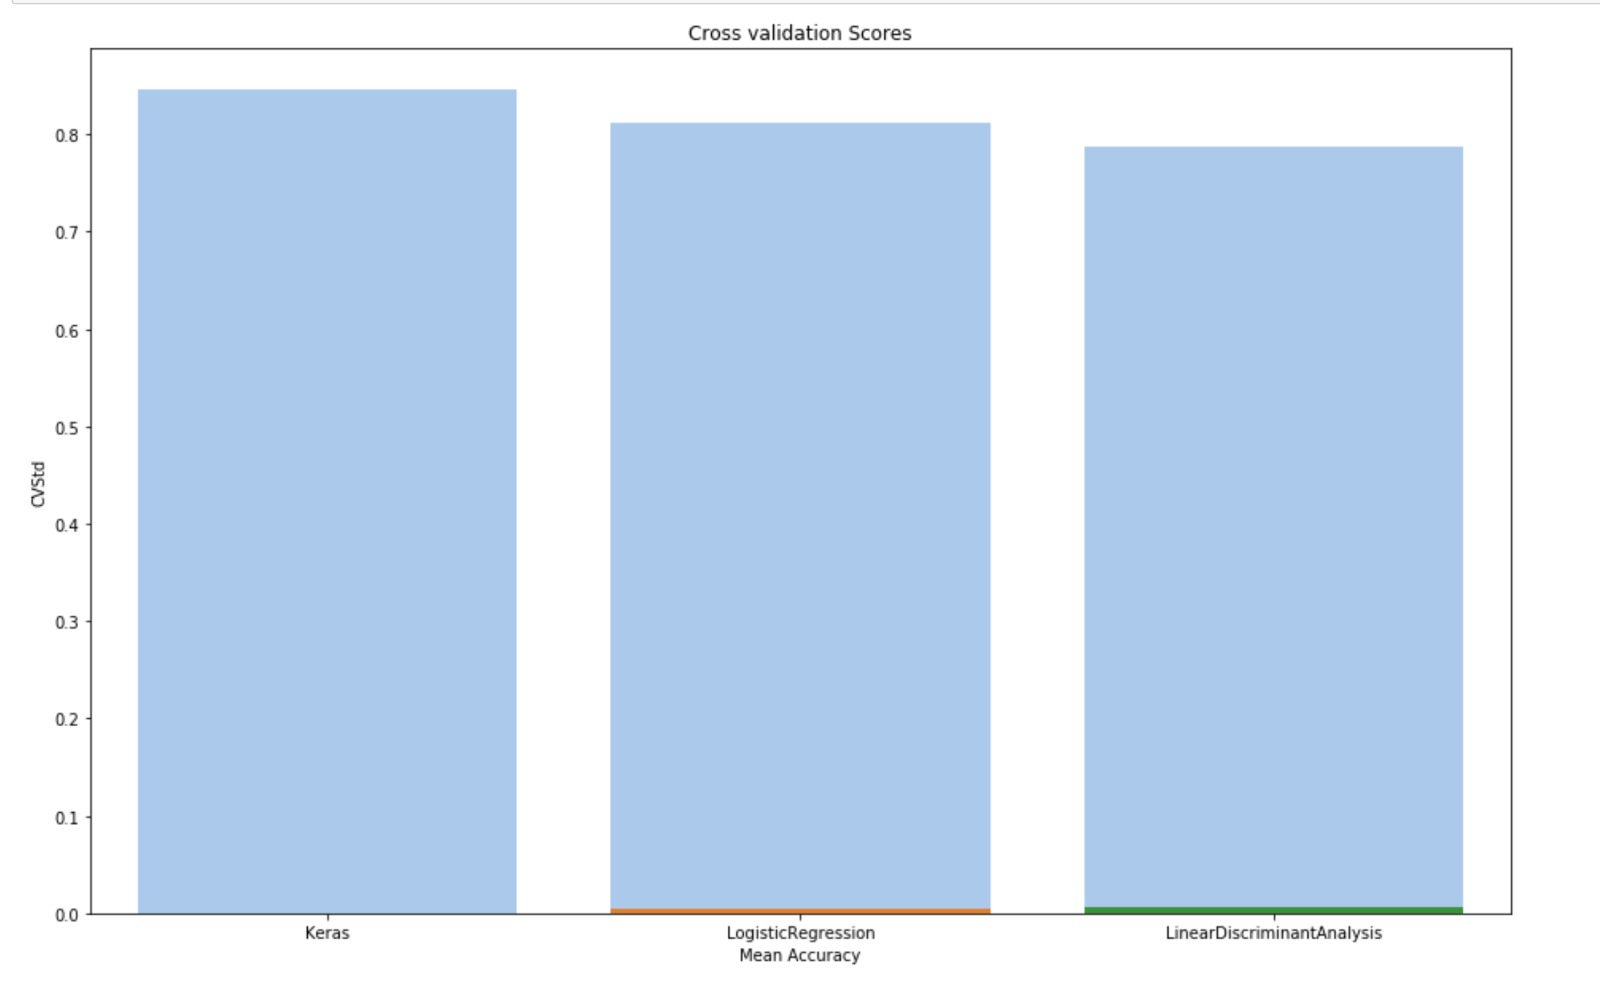 Cross validation Scores
0.8
0.7
0.6
0.5
0.4
0.3
0.2
0.1
0.0
CVStd
Keras
LogisticRegression
LinearDiscriminantAnalysis
Mean Accuracy